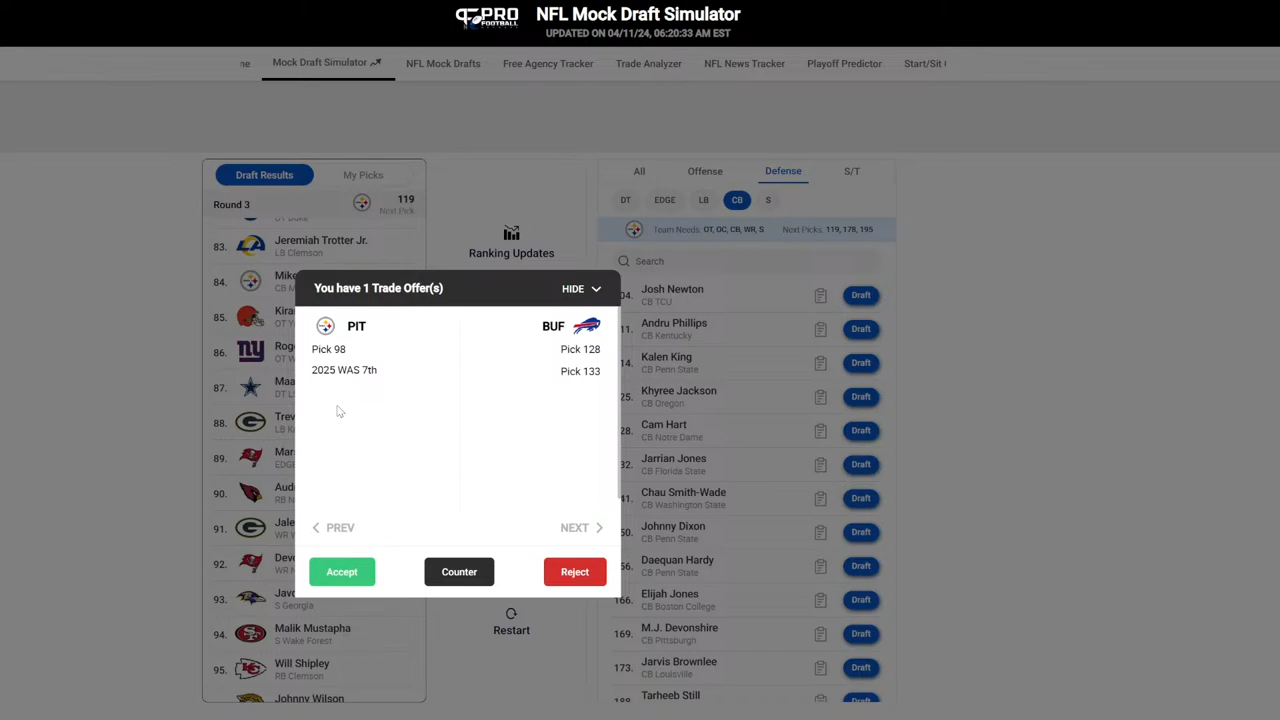 PRO
FOOTBALL
NFL Mock Draft Simulator
UPDATED ON 04/11/24, 06:20:33 AM EST
Mock Draft Simulator
NFL Mock Drafts
Free Agency Tracker
Trade Analyzer
NFL News Tracker
Playoff Predictor
Draft Results
My Picks
Round 3
119
Next Pick
83.
Jeremiah Trotter Jr.
LB Clemson
84.
85.
86.
87.
88.
89.
90.
91.
92.
93.
S Georgia
94.
Malik Mustapha
S Wake Forest
95.
Will Shipley
RB Clemson
Johnny Wilson
Ranking Updates
You have 1 Trade Offer(s)
HIDE
PIT
Pick 98
2025 WAS 7th
BUF
Pick 128
Pick 133
PREV
NEXT
Accept
Counter
Reject
Restart
All
Offense
Defense
S/T
DT
EDGE
LB
CB
S
Team Needs: OT, OC, CB, WR, S
Next Picks: 119, 178, 195
Search
Josh Newton
CB TCU
Draft
Andru Phillips
CB Kentucky
Draft
Kalen King
CB Penn State
Draft
Khyree Jackson
CB Oregon
Draft
Cam Hart
CB Notre Dame
Draft
Jarrian Jones
CB Florida State
Draft
Chau Smith-Wade
CB Washington State
Draft
Johnny Dixon
CB Penn State
Draft
Daequan Hardy
CB Penn State
Draft
166.
Elijah Jones
CB Boston College
Draft
169.
M.J. Devonshire
CB Pittsburgh
Draft
173.
Jarvis Brownlee
CB Louisville
Draft
Tarheeb Still
Draft